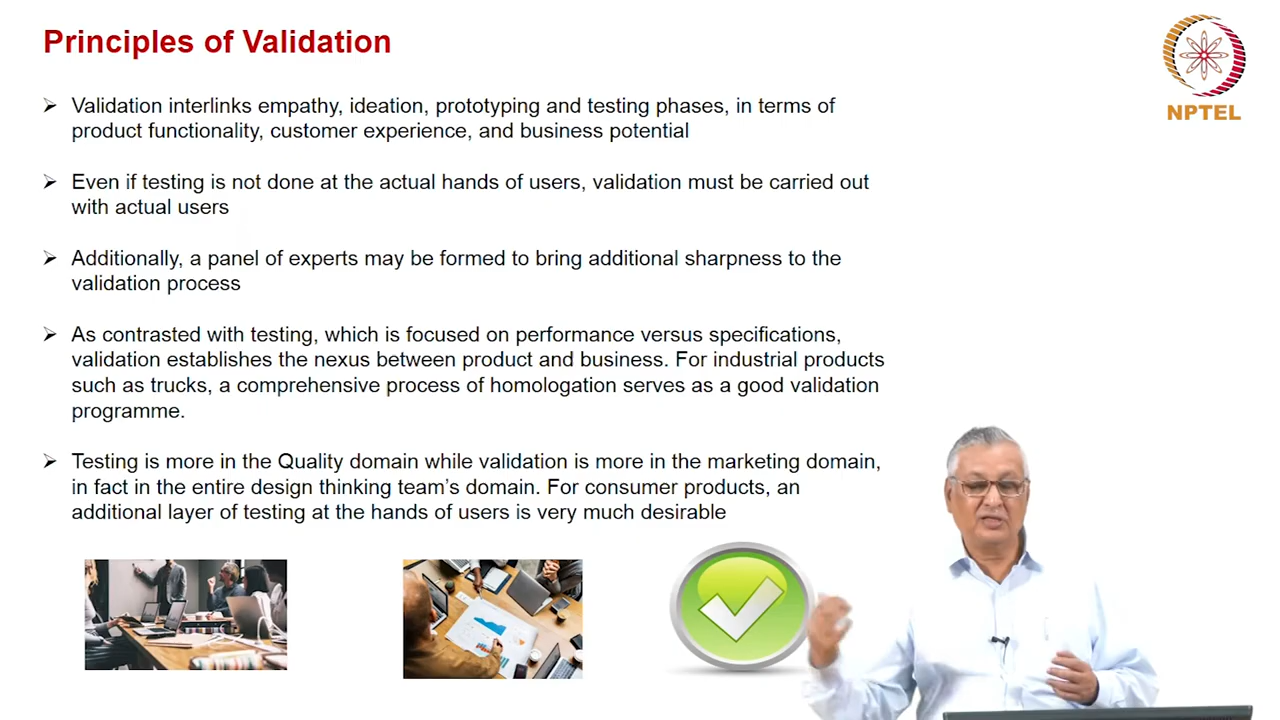 Principles of Validation
NPTEL
➢ Validation interlinks empathy, ideation, prototyping and testing phases, in terms of
product functionality, customer experience, and business potential
➢ Even if testing is not done at the actual hands of users, validation must be carried out
with actual users
➢ Additionally, a panel of experts may be formed to bring additional sharpness to the
validation process
➢ As contrasted with testing, which is focused on performance versus specifications,
validation establishes the nexus between product and business. For industrial products
such as trucks, a comprehensive process of homologation serves as a good validation
programme.
➢ Testing is more in the Quality domain while validation is more in the marketing domain,
in fact in the entire design thinking team's domain. For consumer products, an
additional layer of testing at the hands of users is very much desirable